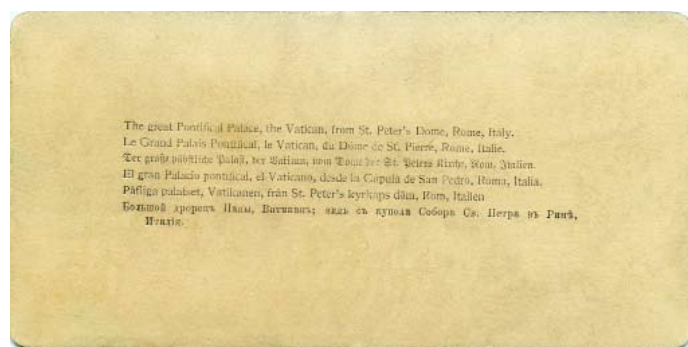 The great Pontifical Palace, the Vatican, from St. Peter's Dome, Rome, Italy.
Le Grand Palais Pontifical, le Vatican, du Dôme de St. Pierre, Rome, Italie.
Der große päbstliche Palast, der Vatican, vom Dome der St. Peters Kirche, Rom, Italien.
El gran Palacio pontifical, el Vaticano, desde la Cúpula de San Pedro, Roma, Italia.
Påfliga palatset, Vatikanen, från St. Peter's kyrkaps dôm, Rom, Italien
Большой дворецъ Папы, Ватиканъ; видъ съ купола Собора Св. Петра въ Римѣ,
Италія.